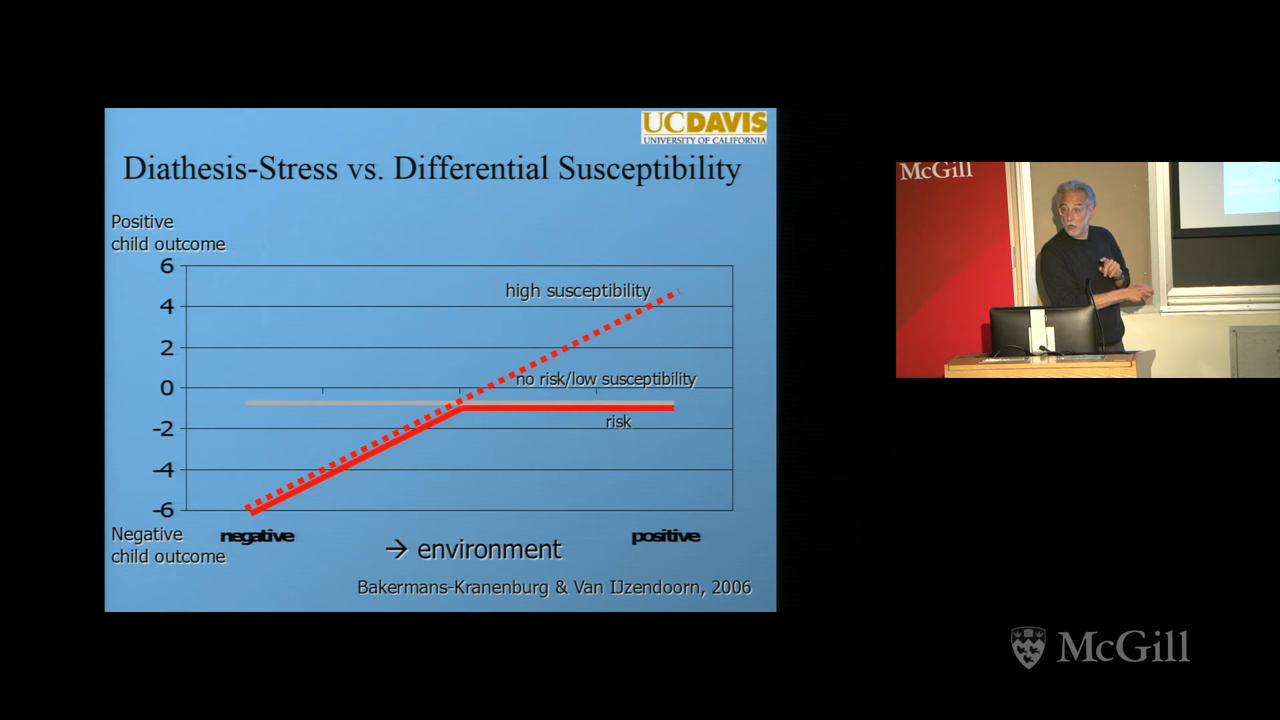 UCDAVIS
UNIVERSITY OF CALIFORNIA
Diathesis-Stress vs. Differential Susceptibility
Positive
child outcome
6
4
2
0
-2
-4
-6
high susceptibility
no risk/low susceptibility
risk
Negative
child outcome
negative
positive
→ environment
Bakermans-Kranenburg & Van IJzendoorn, 2006
McGill
McGill